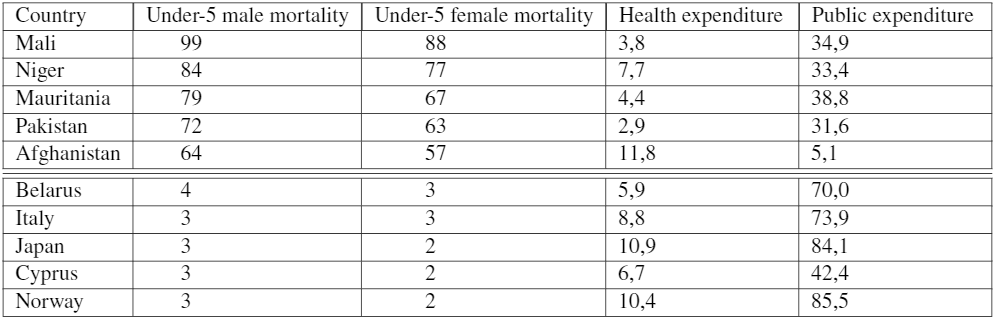 Country Under-5 male mortality Under-5 female mortality Health expenditure Public expenditure
Mali 99 88 3,8 34,9
Niger 84 77 7,7 33,4
Mauritania 79 67 4,4 38,8
Pakistan 72 63 2,9 31,6
Afghanistan 64 57 11,8 5,1
Belarus 4 3 5,9 70,0
Italy 3 3 8,8 73,9
Japan 3 2 10,9 84,1
Cyprus 3 2 6,7 42,4
Norway 3 2 10,4 85,5